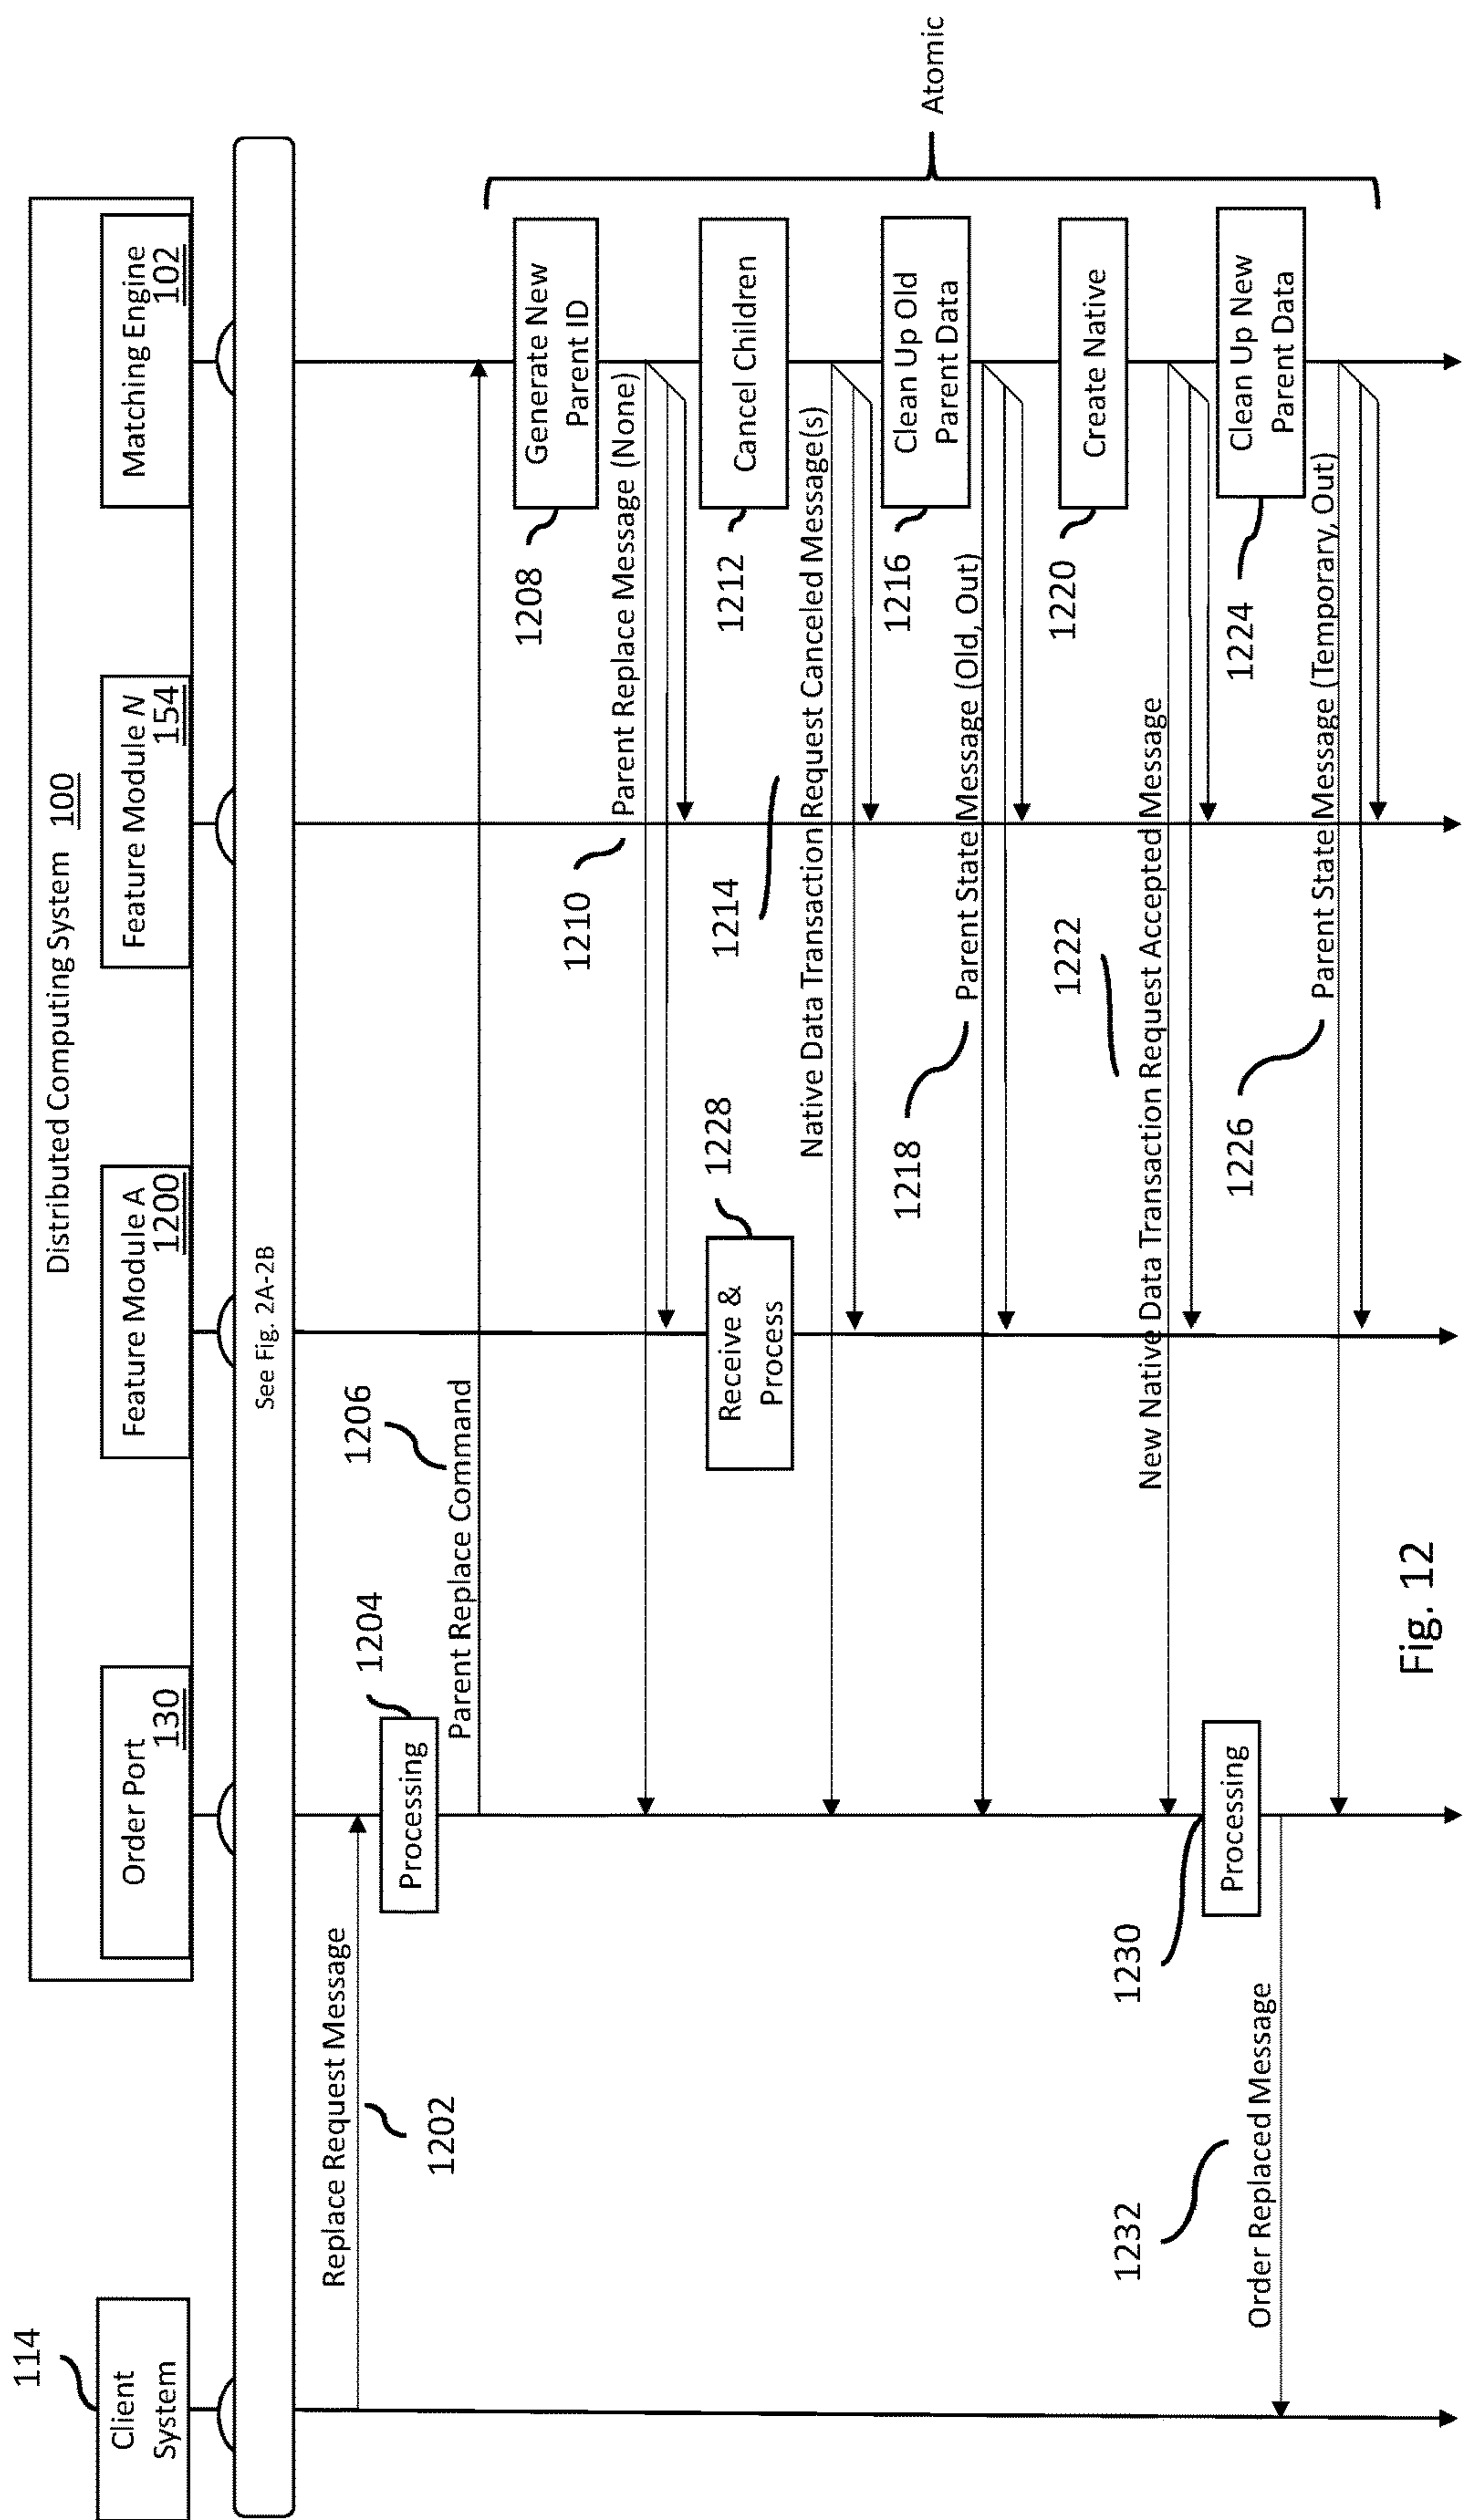 Distributed Computing System 100
114
Client
System
Order Port
130
Feature Module A
1200
Feature Module N
154
Matching Engine
102
See Fig. 2A-2B
Replace Request Message
1202
Processing
1204
Parent Replace Command
1206
Generate New
Parent ID
1208
Parent Replace Message (None)
1210
Cancel Children
1212
Receive &
Process
1228
Native Data Transaction Request Canceled Message(s)
1214
Clean Up Old
Parent Data
1216
Parent State Message (Old, Out)
1218
Create Native
1220
New Native Data Transaction Request Accepted Message
1222
Clean Up New
Parent Data
1224
Processing
1230
Order Replaced Message
1232
Parent State Message (Temporary, Out)
1226
Atomic
Fig. 12